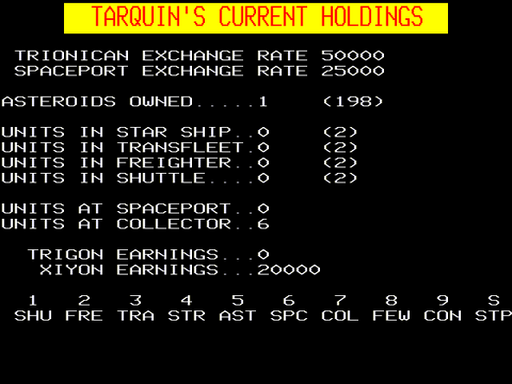 TARQUIN'S CURRENT HOLDINGS
TRIONICAN EXCHANGE RATE 50000
SPACEPORT EXCHANGE RATE 25000
ASTEROIDS OWNED.....1 (198)
UNITS IN STAR SHIP..0 (2)
UNITS IN TRANSFLEET.0 (2)
UNITS IN FREIGHTER..0 (2)
UNITS IN SHUTTLE....0 (2)
UNITS AT SPACEPORT..0
UNITS AT COLLECTOR..6
TRIGON EARNINGS...0
XIYON EARNINGS...20000
1 2 3 4 5 6 7 8 9 S
SHU FRE TRA STR AST SPC COL FEW CON STP